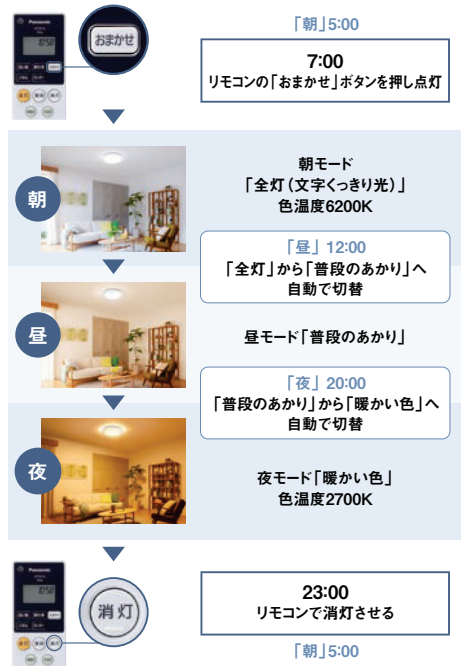 Panasonic
10:50
おまかせ
「朝」5:00
7:00
リモコンの「おまかせ」ボタンを押し点灯
朝
朝モード
「全灯（文字くっきり光）」
色温度6200K
「昼」12:00
「全灯」から「普段のあかり」へ
自動で切替
昼
昼モード「普段のあかり」
「夜」20:00
「普段のあかり」から「暖かい色」へ
自動で切替
夜
夜モード「暖かい色」
色温度2700K
Panasonic
10:50
消灯
23:00
リモコンで消灯させる
「朝」5:00